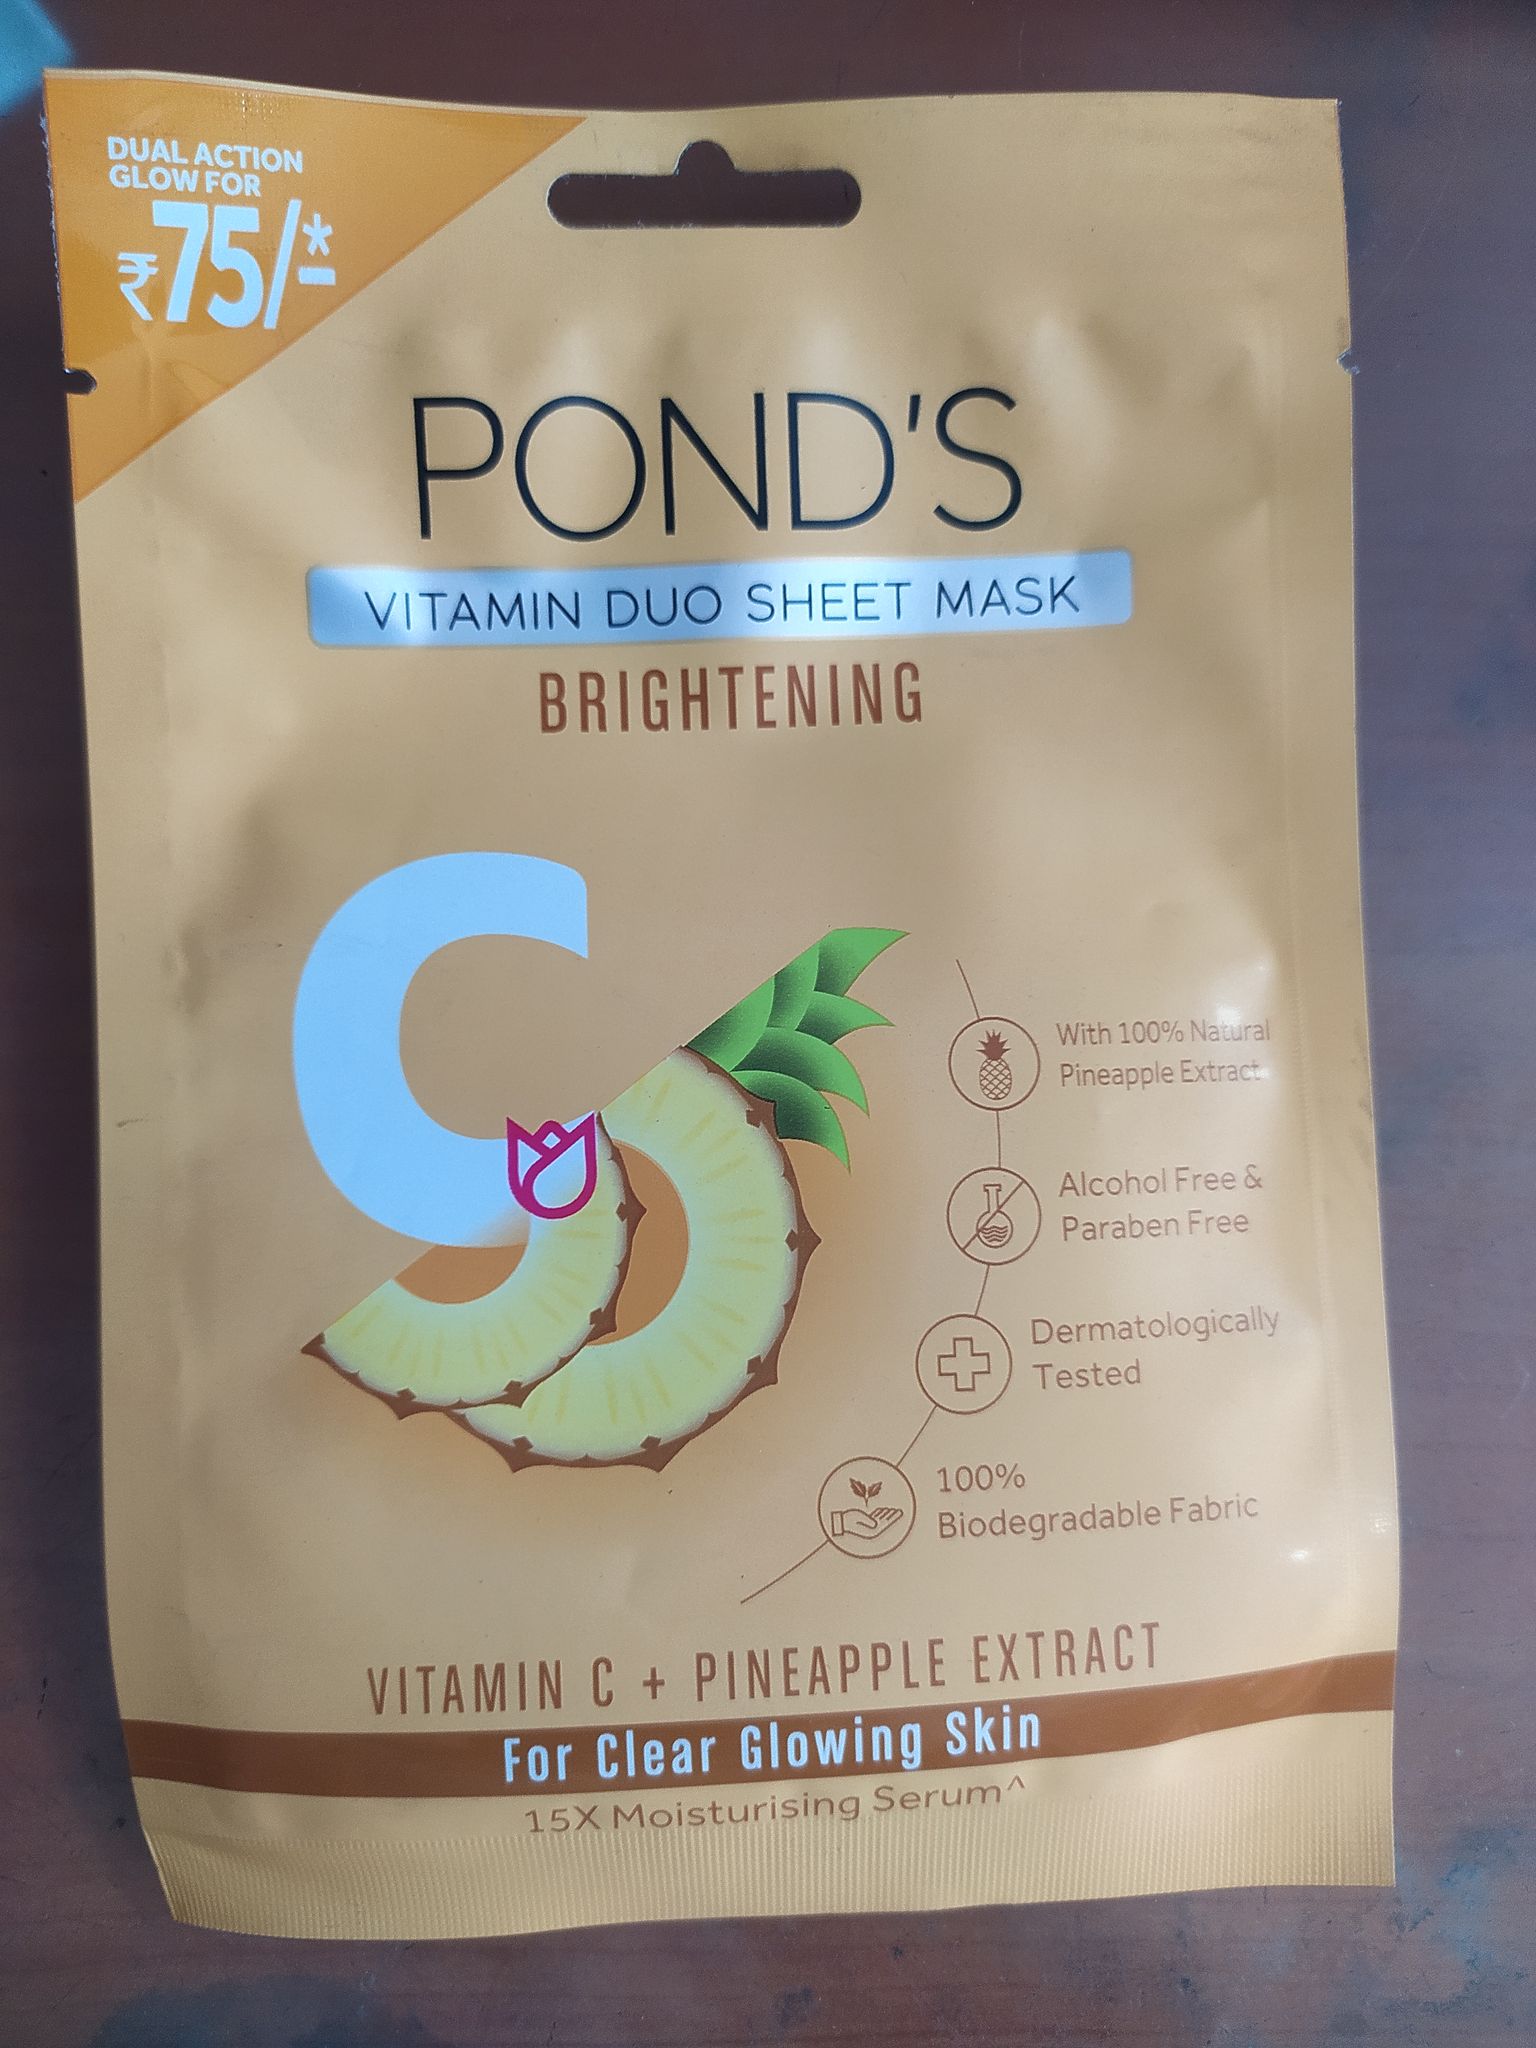 DUAL ACTION
GLOW FOR
₹75/-*
POND'S
VITAMIN DUO SHEET MASK
BRIGHTENING
C
With 100% Natural
Pineapple Extract
Alcohol Free &
Paraben Free
Dermatologically
Tested
100%
Biodegradable Fabric
VITAMIN C + PINEAPPLE EXTRACT
For Clear Glowing Skin
15X Moisturising Serum^